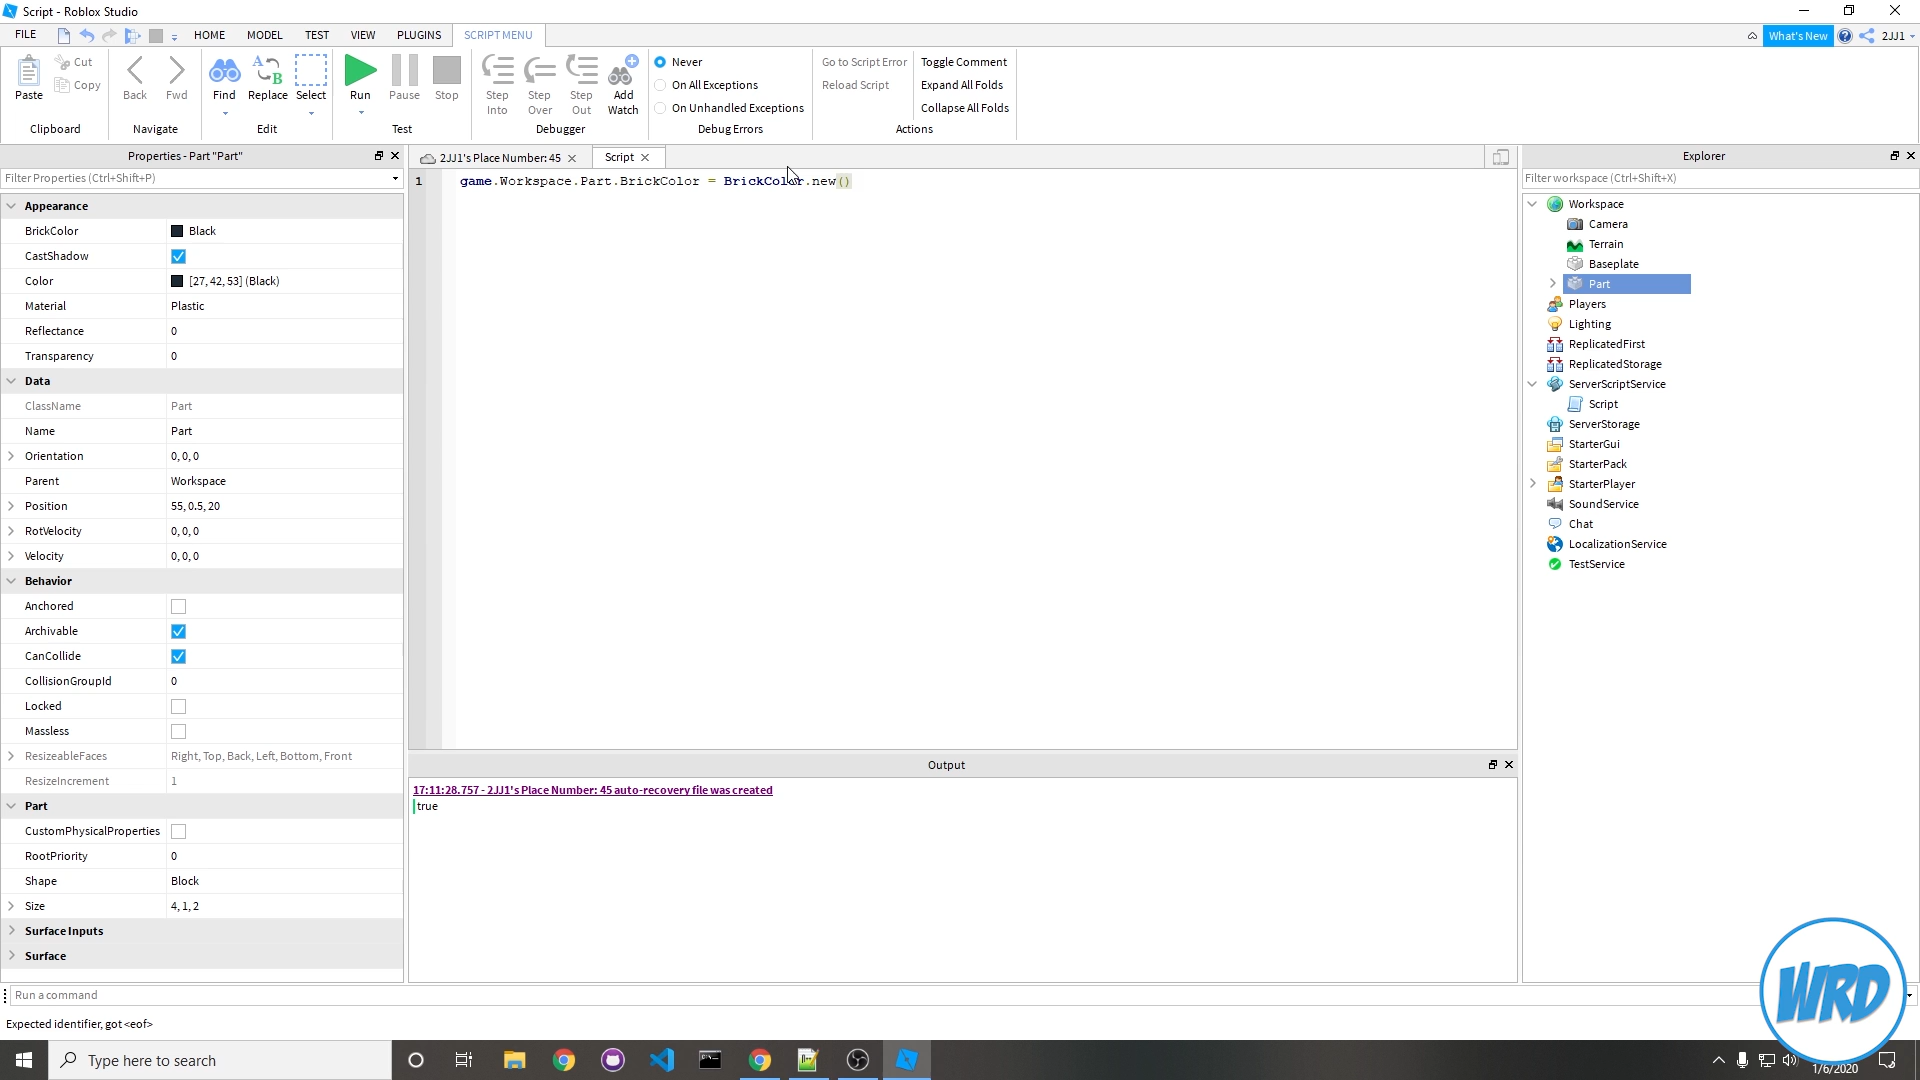 Script - Roblox Studio
FILE HOME MODEL TEST VIEW PLUGINS SCRIPT MENU What's New 2JJ1
Paste Cut Copy
Clipboard
Back Fwd
Navigate
Find Replace Select
Edit
Run Pause Stop
Test
Step Into Step Over Step Out Add Watch
Debugger
Never
On All Exceptions
On Unhandled Exceptions
Debug Errors
Go to Script Error
Reload Script
Toggle Comment
Expand All Folds
Collapse All Folds
Actions
Properties - Part "Part"
Filter Properties (Ctrl+Shift+P)
Appearance
BrickColor Black
CastShadow
Color [27, 42, 53] (Black)
Material Plastic
Reflectance 0
Transparency 0
Data
ClassName Part
Name Part
Orientation 0, 0, 0
Parent Workspace
Position 55, 0.5, 20
RotVelocity 0, 0, 0
Velocity 0, 0, 0
Behavior
Anchored
Archivable
CanCollide
CollisionGroupId 0
Locked
Massless
ResizeableFaces Right, Top, Back, Left, Bottom, Front
ResizeIncrement 1
Part
CustomPhysicalProperties
RootPriority 0
Shape Block
Size 4, 1, 2
Surface Inputs
Surface
2JJ1's Place Number: 45 Script
1 game.Workspace.Part.BrickColor = BrickColor.new()
Output
17:11:28.757 - 2JJ1's Place Number: 45 auto-recovery file was created
true
Explorer
Filter workspace (Ctrl+Shift+X)
Workspace
Camera
Terrain
Baseplate
Part
Players
Lighting
ReplicatedFirst
ReplicatedStorage
ServerScriptService
Script
ServerStorage
StarterGui
StarterPack
StarterPlayer
SoundService
Chat
LocalizationService
TestService
WRD
Run a command
Expected identifier, got <eof>
Type here to search
1/6/2020